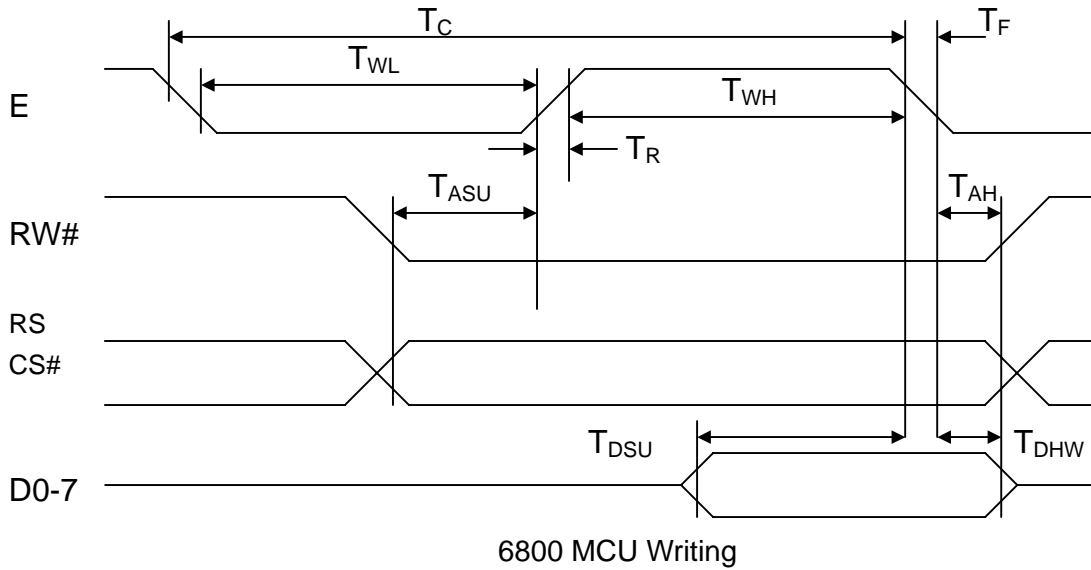 TC
TF
TWL
E
TWH
TR
TASU
TAH
RW#
RS
CS#
TDSU
TDHW
D0-7
6800 MCU Writing